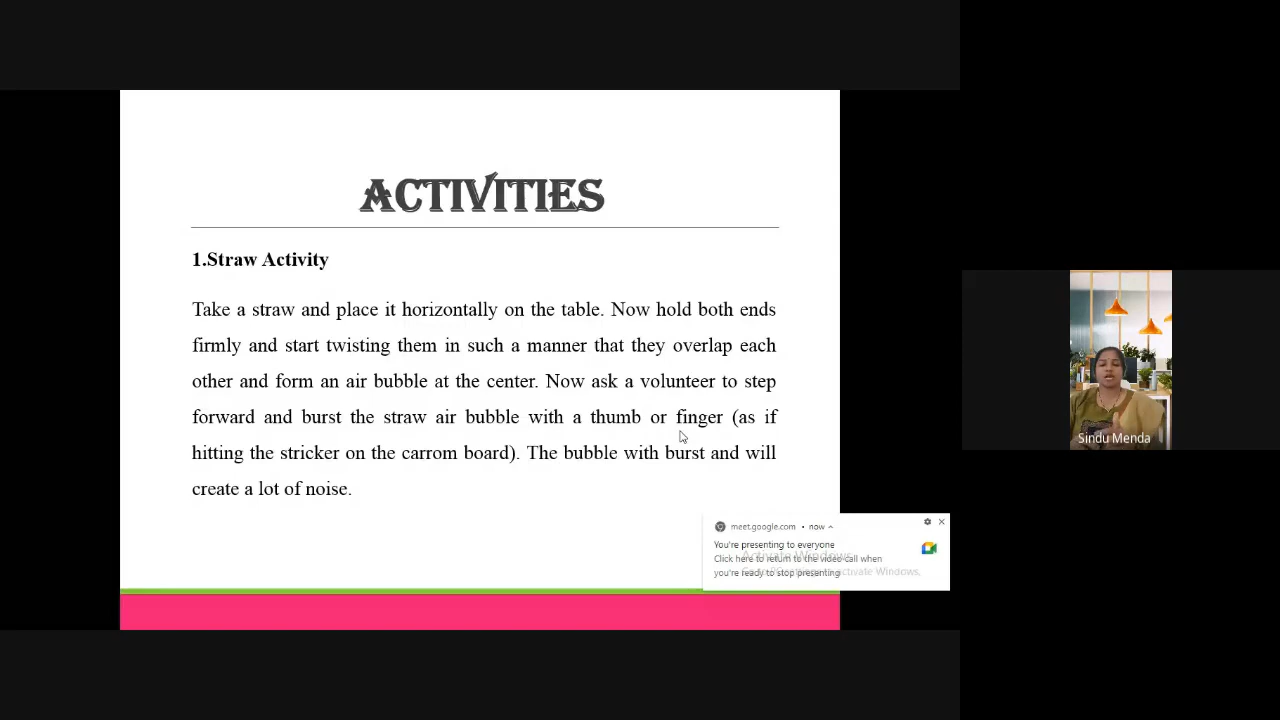 ACTIVITIES
1.Straw Activity
Take a straw and place it horizontally on the table. Now hold both ends
firmly and start twisting them in such a manner that they overlap each
other and form an air bubble at the center. Now ask a volunteer to step
forward and burst the straw air bubble with a thumb or finger (as if
hitting the stricker on the carrom board). The bubble with burst and will
create a lot of noise.
meet.google.com • now
You're presenting to everyone
Click here to return to the video call when
you're ready to stop presenting
Activate Windows
activate Windows.
Sindu Menda